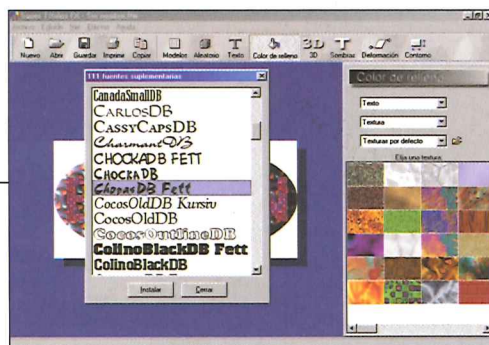 Nuevo Abrir Guardar Imprimir Copiar Modelos Aleatorio Texto Color de relleno 3D Sombras Deformación Contorno
111 fuentes suplementarias
CanadaSmallDB
CARLOSDB
CASSYCAPSDB
CharmantDB
CHOCKADB FETT
CHOCKADB
ChopasDB Fett
CocosOldDB Kursiv
CocosOldDB
CocosOutlineDB
ColinoBlackDB Fett
ColinoBlackDB
Instalar Cerrar
Color de relleno
Texto
Textura
Texturas por defecto
Elija una textura: